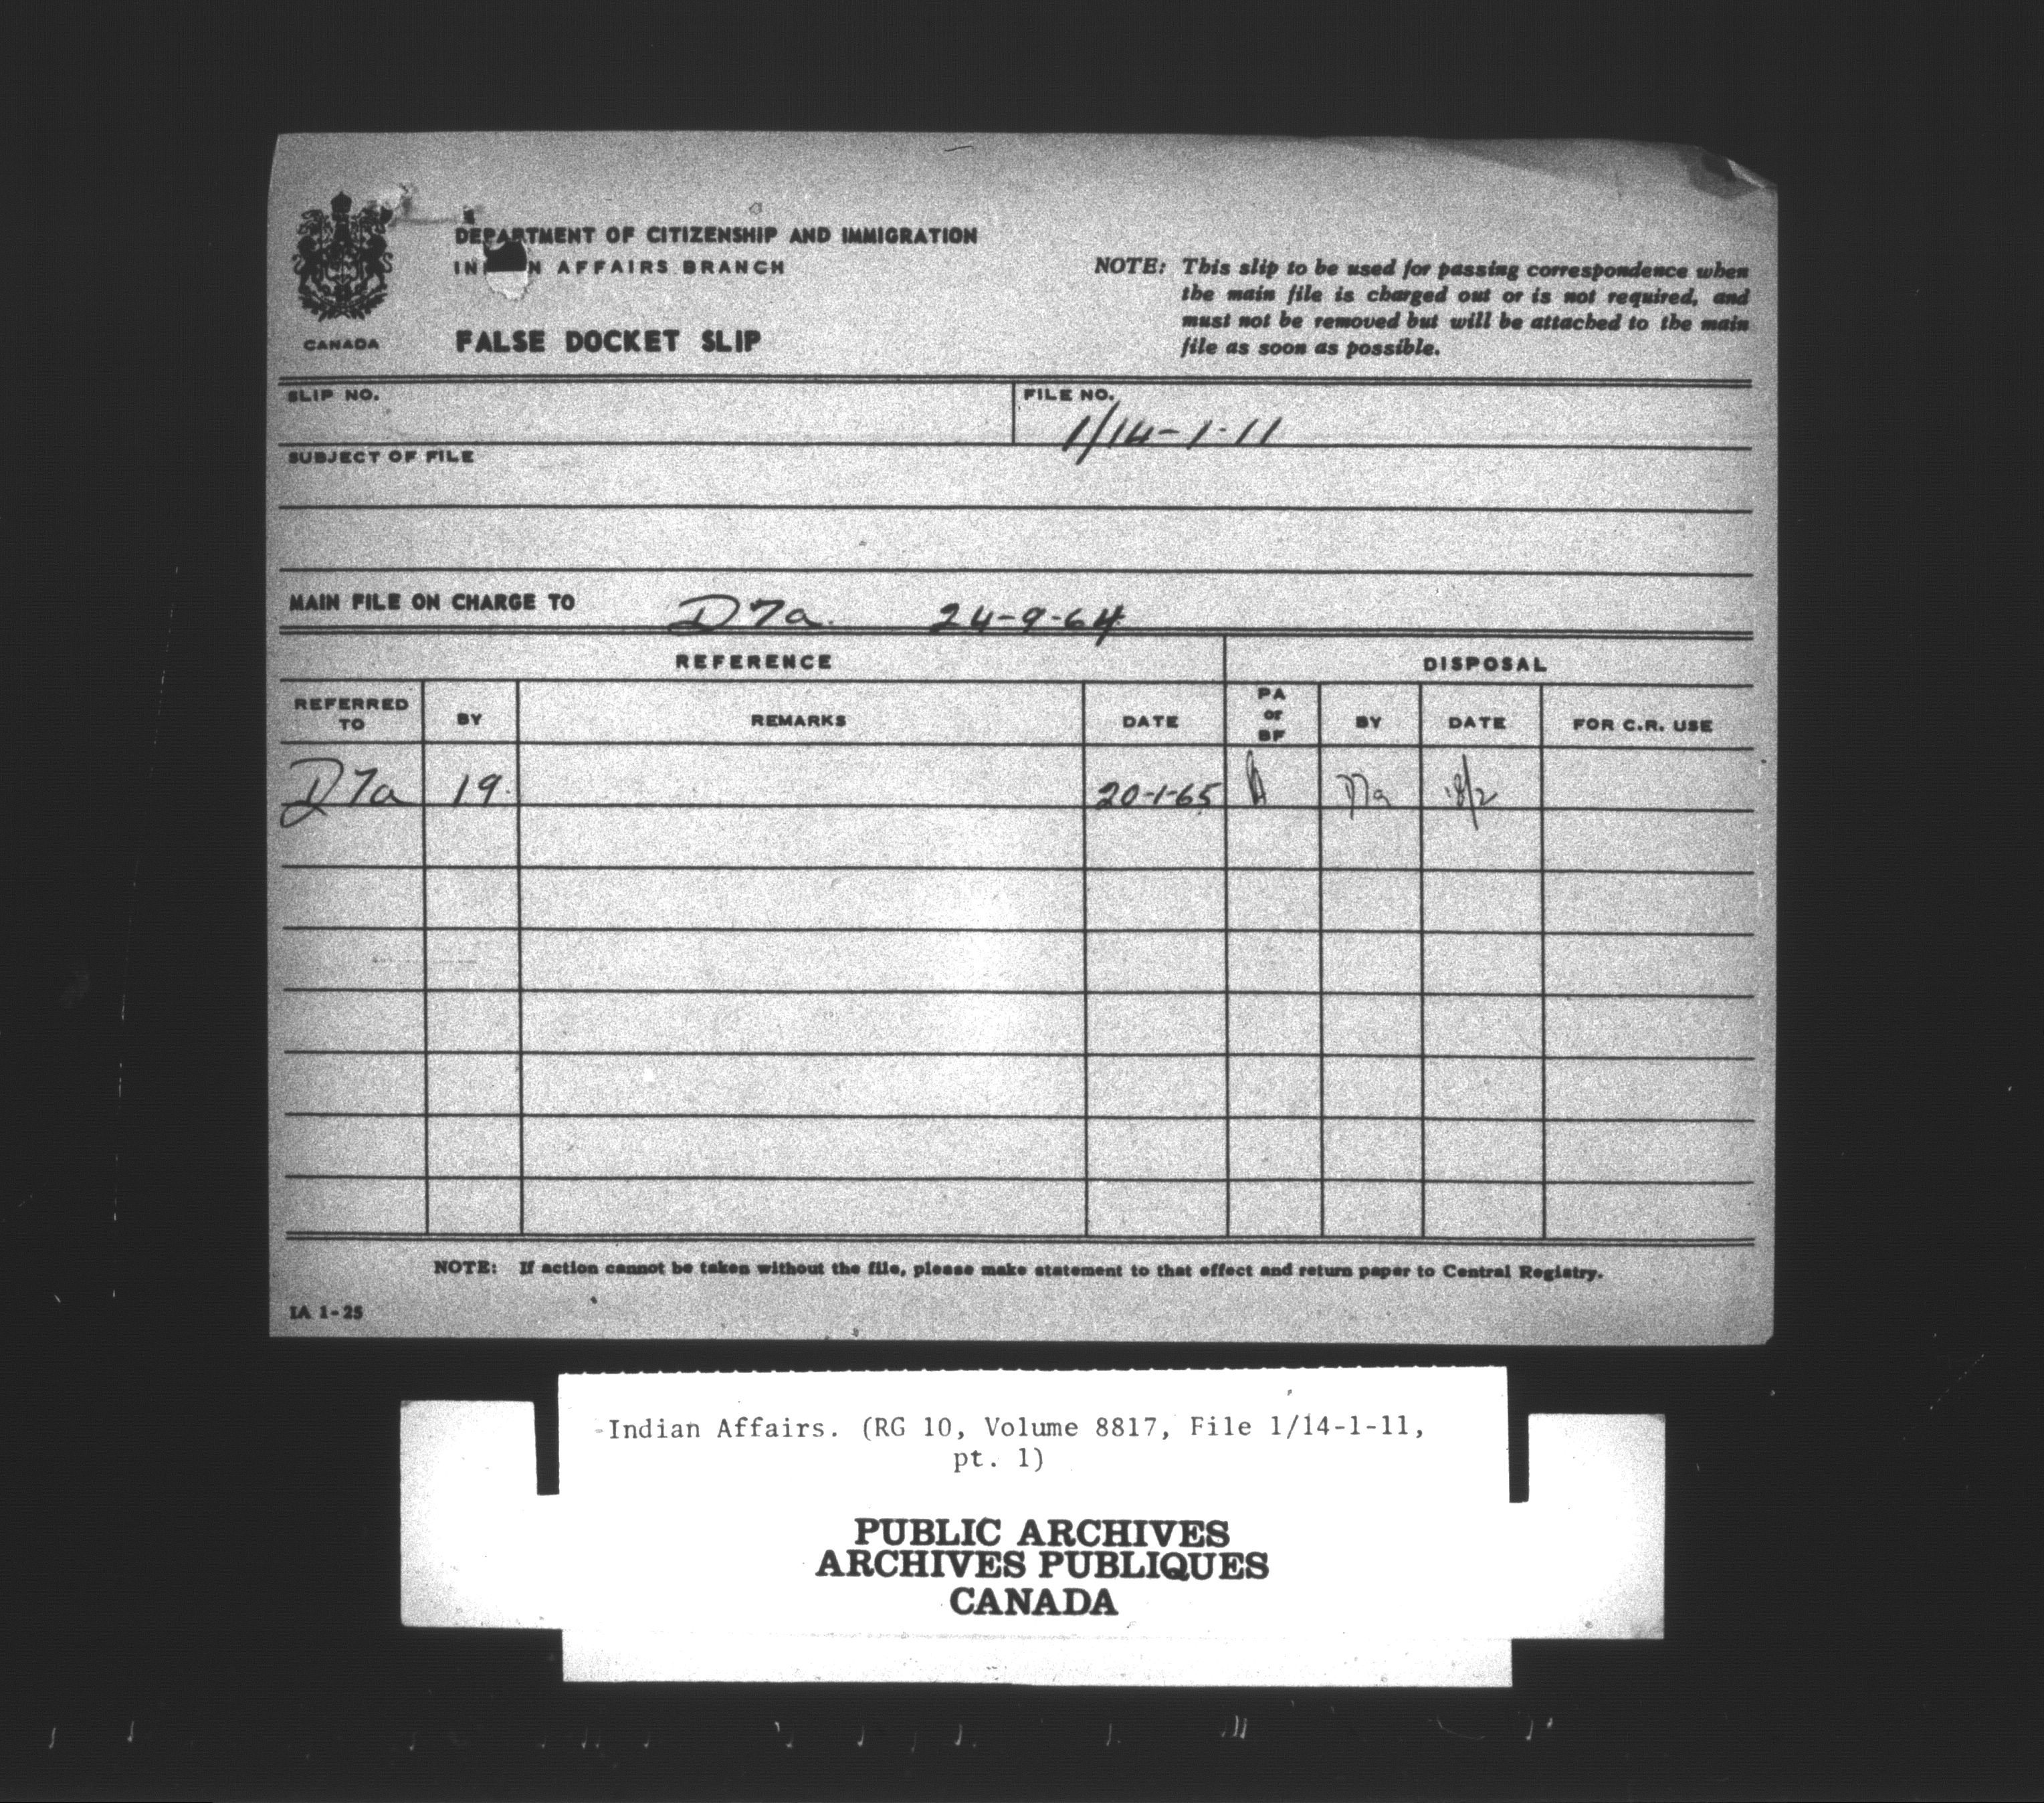 DEPARTMENT OF CITIZENSHIP AND IMMIGRATION
AFFAIRS BRANCH
CANADA
FALSE DOCKET SLIP
NOTE: This slip to be used for passing correspondence when
the main file is charged out or is not required, and
must not be removed but will be attached to the main
file as soon as possible.
SLIP NO.
FILE NO.
1/14-1-11
SUBJECT OF FILE
MAIN FILE ON CHARGE TO D7a. 24-9-64
REFERENCE DISPOSAL
REFERRED TO BY REMARKS DATE PA or BF BY DATE FOR C.R. USE
D7a 19. 20-1-65 D7a 18/2
NOTE: If action cannot be taken without the file, please make statement to that effect and return paper to Central Registry.
IA 1-25
-Indian Affairs. (RG 10, Volume 8817, File 1/14-1-11,
pt. 1)
PUBLIC ARCHIVES
ARCHIVES PUBLIQUES
CANADA